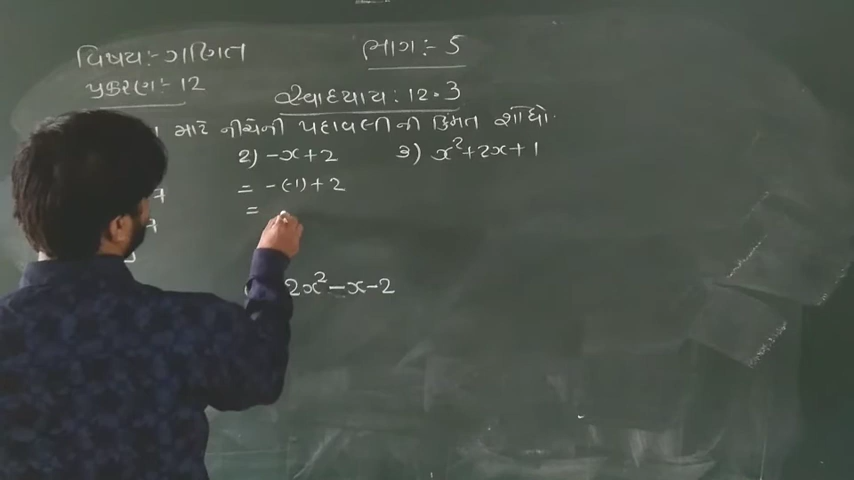 વિષય:- ગણિત
ભાગ:- 5
પ્રકરણ:- 12
સ્વાધ્યાય: 12.3
માટે નીચેની પદાવલીની કિંમત શોધો.
2) -x+2
3) x²+2x+1
= -(-1)+2
=
2x²-x-2